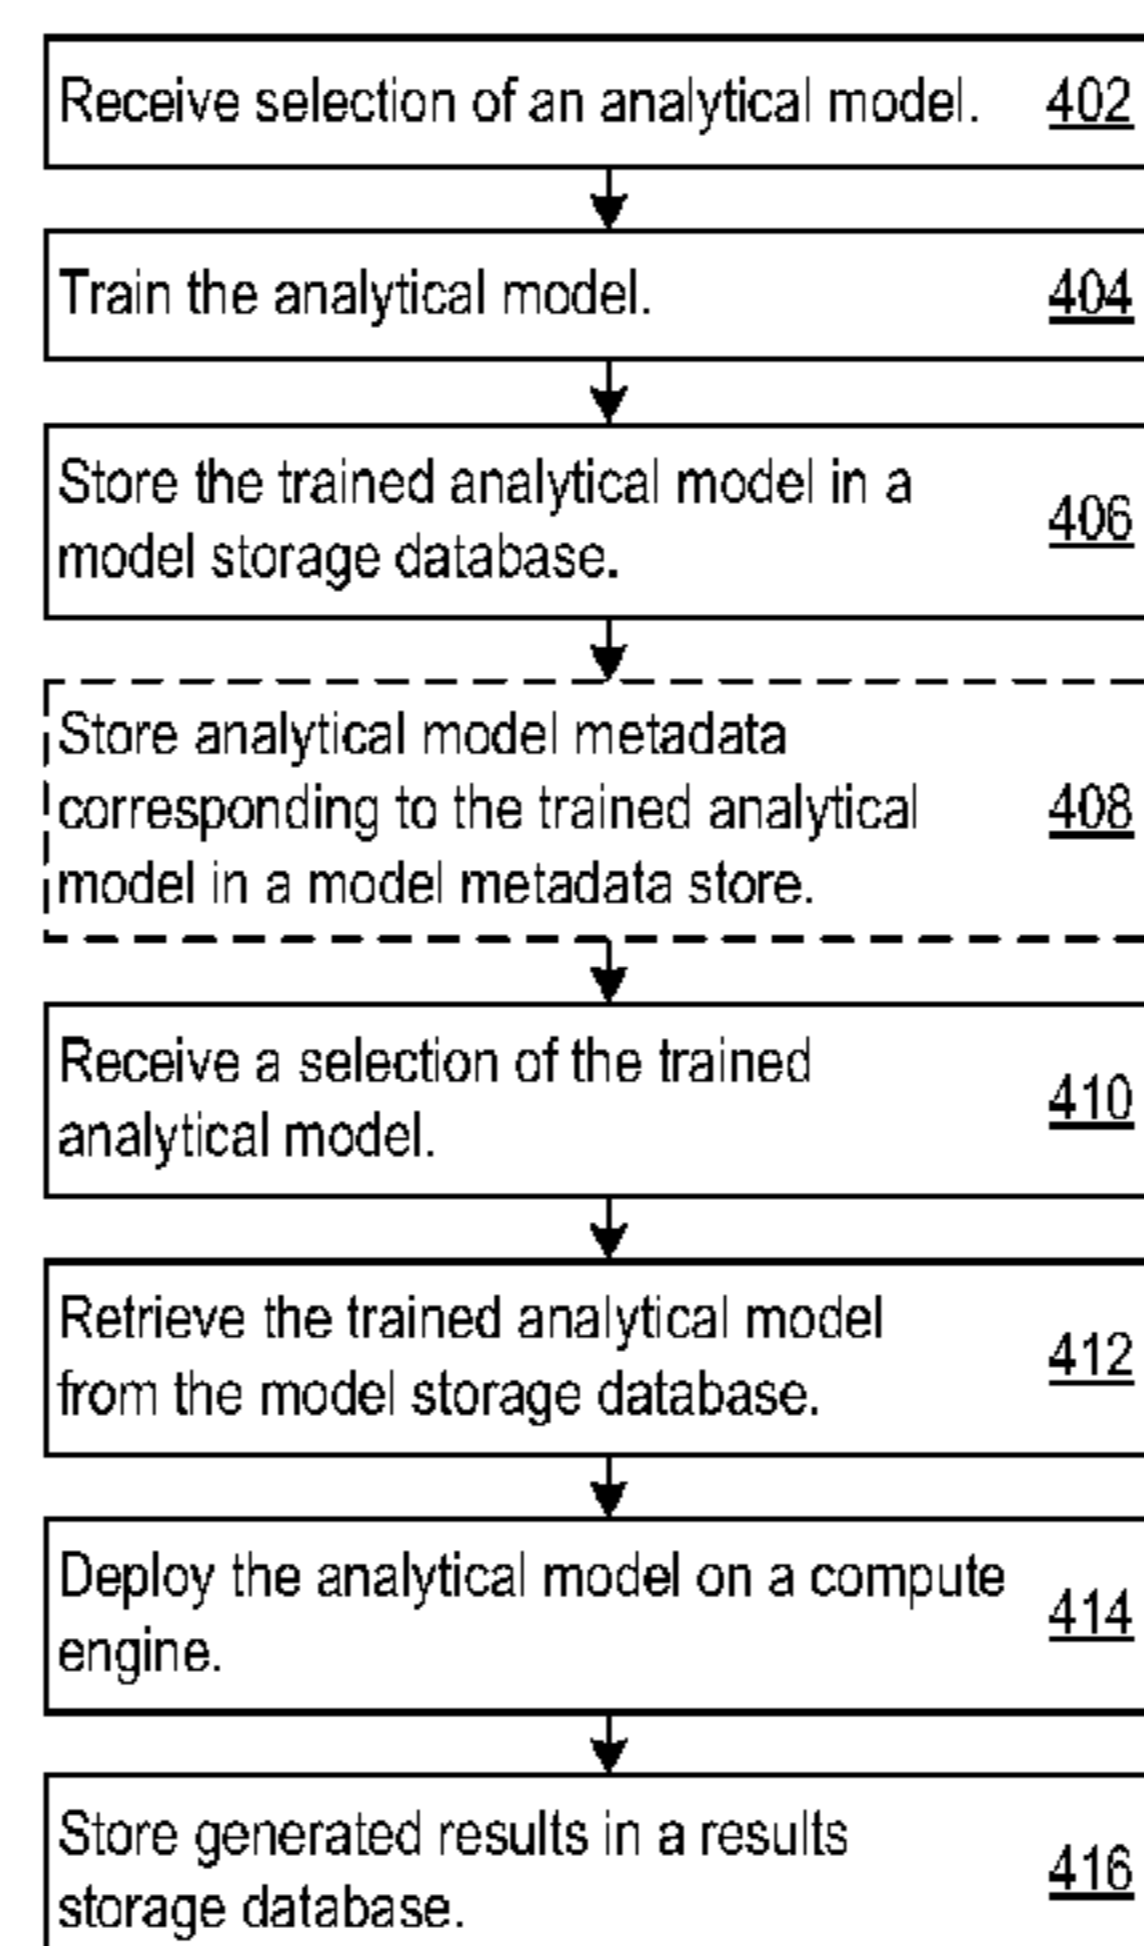 Receive selection of an analytical model. 402
Train the analytical model. 404
Store the trained analytical model in a
model storage database. 406
Store analytical model metadata
corresponding to the trained analytical 408
model in a model metadata store.
Receive a selection of the trained
analytical model. 410
Retrieve the trained analytical model
from the model storage database. 412
Deploy the analytical model on a compute
engine. 414
Store generated results in a results
storage database. 416